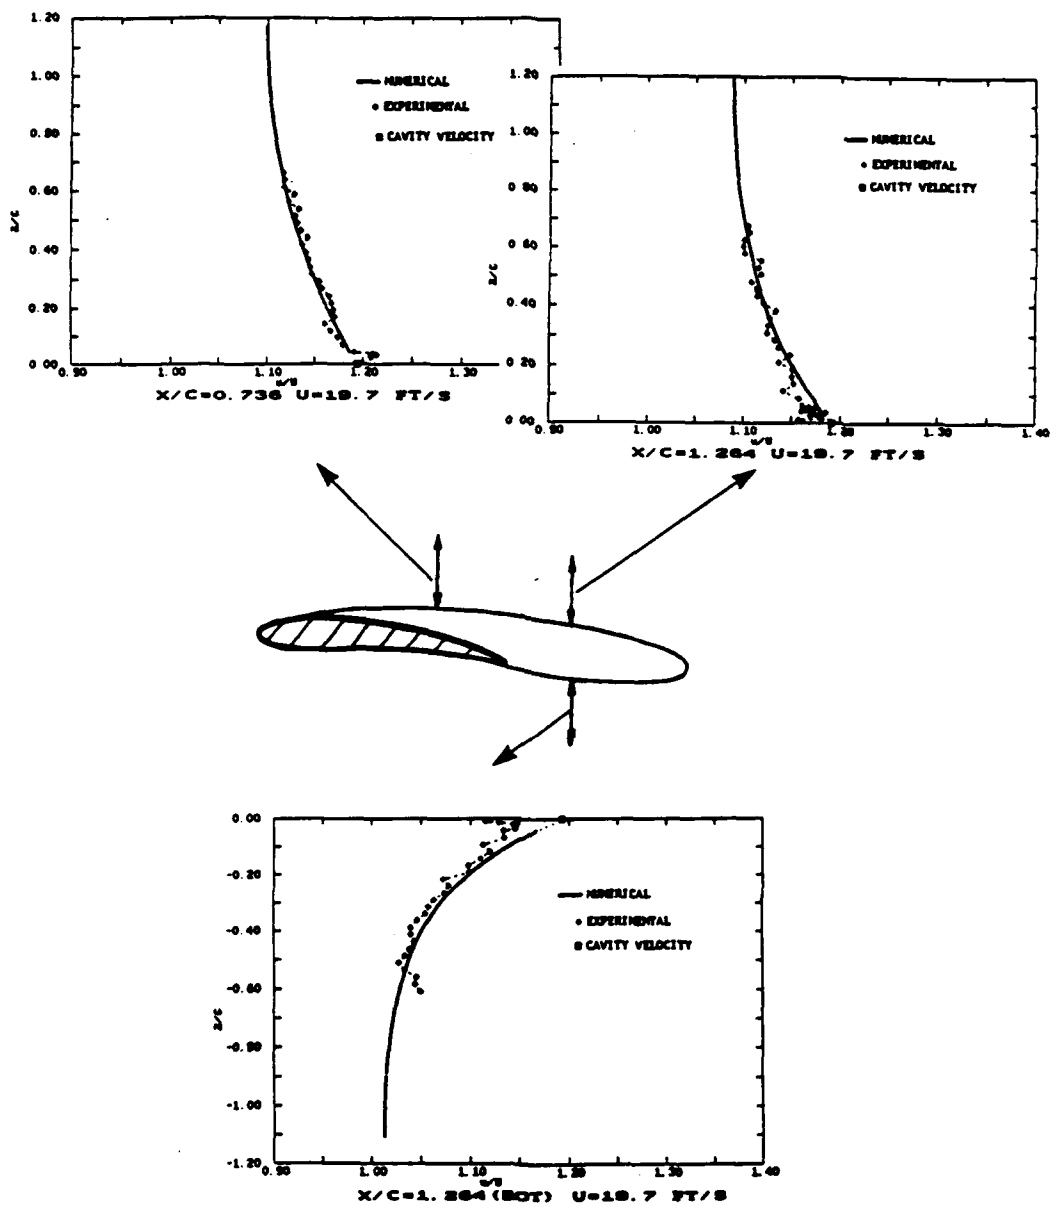 1.20
1.00
0.80
0.60
0.40
0.20
0.00
Z/C
NUMERICAL
EXPERIMENTAL
CAVITY VELOCITY
0.90 1.00 1.10 1.20 1.30
u/U
X/C=0.736 U=19.7 FT/S
1.20
1.00
0.80
0.60
0.40
0.20
0.00
Z/C
NUMERICAL
EXPERIMENTAL
CAVITY VELOCITY
0.90 1.00 1.10 1.20 1.30 1.40
u/U
X/C=1.264 U=19.7 FT/S
0.00
-0.20
-0.40
-0.60
-0.80
-1.00
-1.20
Z/C
NUMERICAL
EXPERIMENTAL
CAVITY VELOCITY
0.90 1.00 1.10 1.20 1.30 1.40
u/U
X/C=1.264(BOT) U=19.7 FT/S